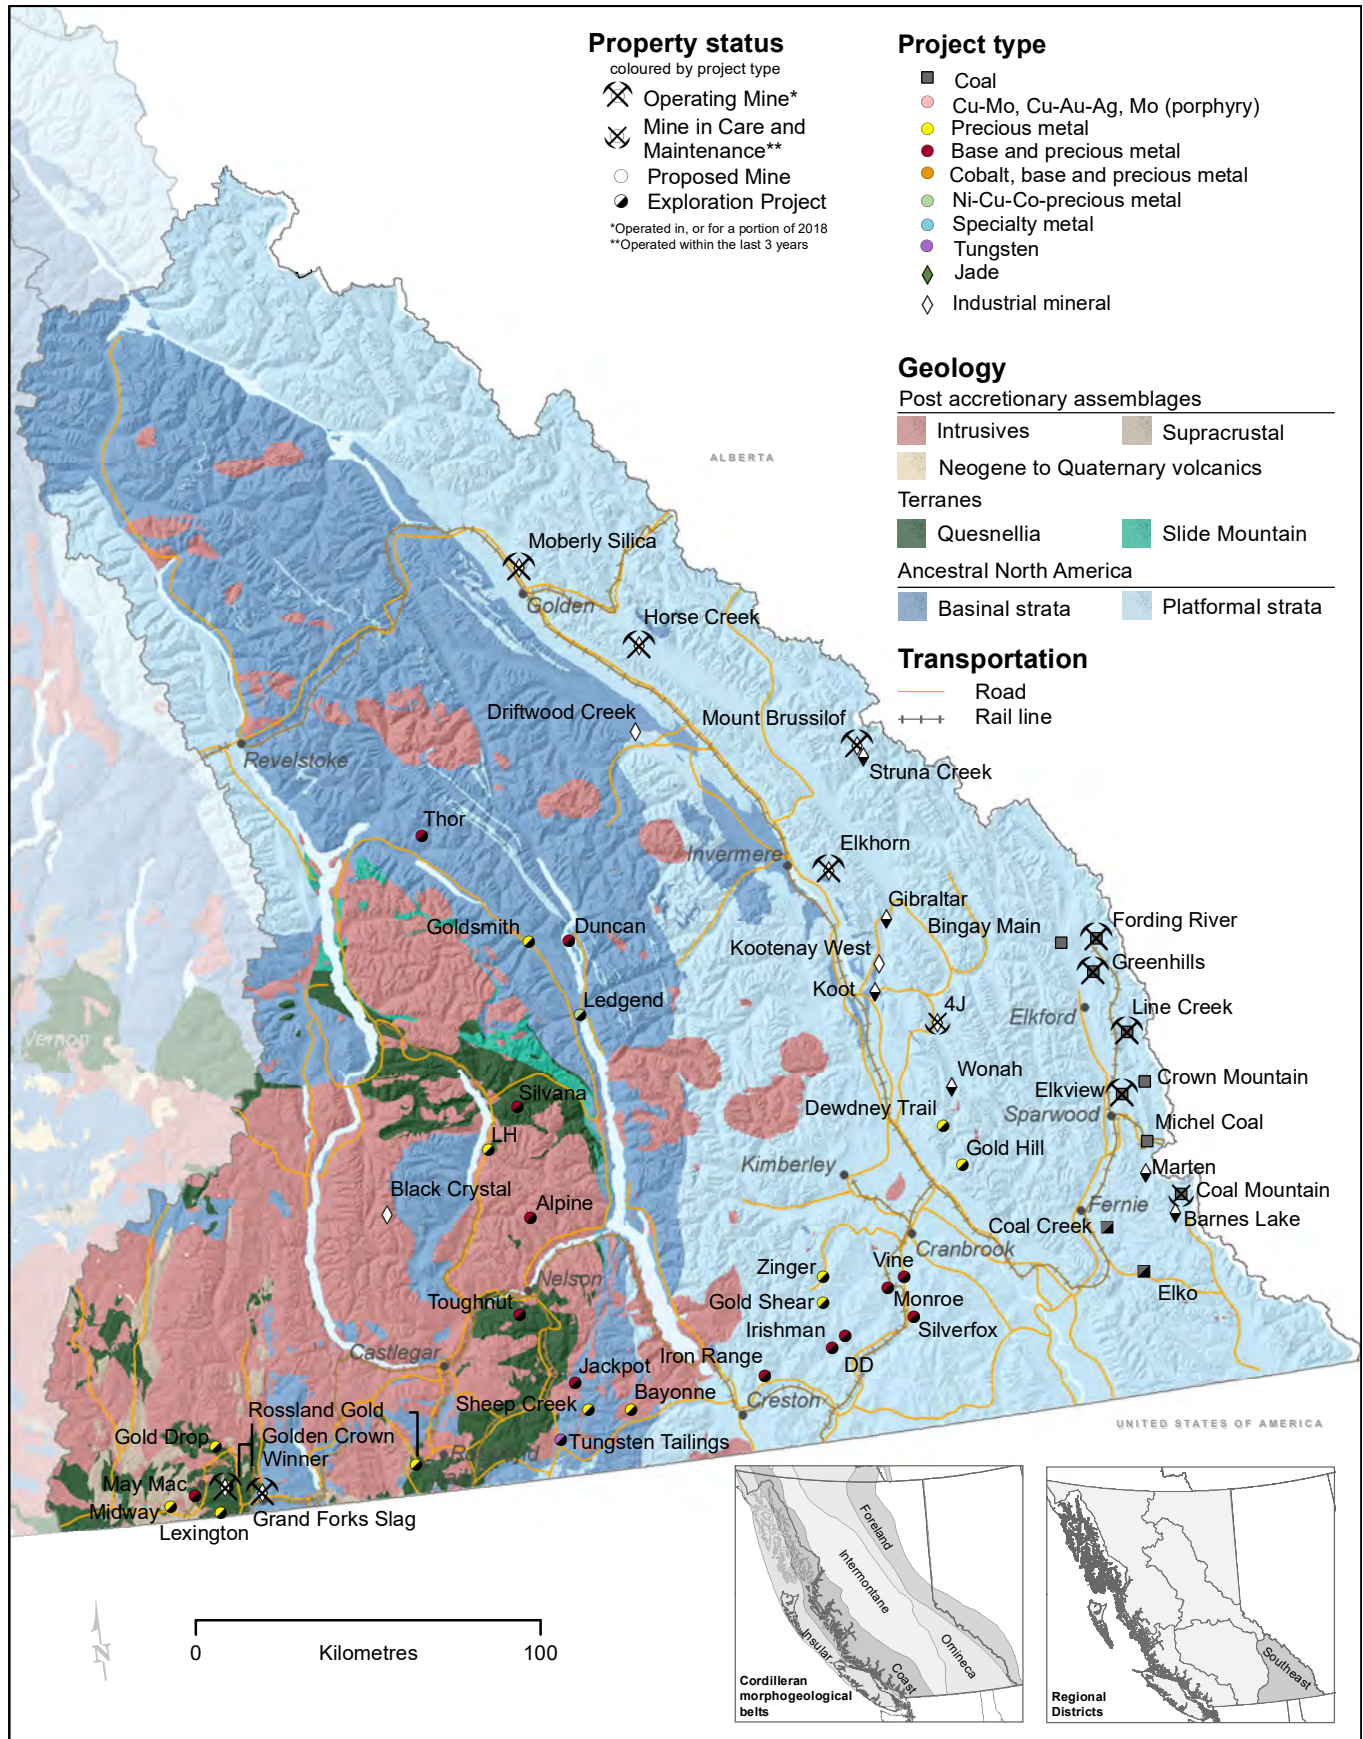 Property status
coloured by project type
Operating Mine*
Mine in Care and
Maintenance**
Proposed Mine
Exploration Project
*Operated in, or for a portion of 2018
**Operated within the last 3 years
Project type
Coal
Cu-Mo, Cu-Au-Ag, Mo (porphyry)
Precious metal
Base and precious metal
Cobalt, base and precious metal
Ni-Cu-Co-precious metal
Specialty metal
Tungsten
Jade
Industrial mineral
Geology
Post accretionary assemblages
Intrusives
Supracrustal
Neogene to Quaternary volcanics
Terranes
Quesnellia
Slide Mountain
Ancestral North America
Basinal strata
Platformal strata
Transportation
Road
Rail line
ALBERTA
Moberly Silica
Golden
Horse Creek
Driftwood Creek
Mount Brussilof
Struna Creek
Revelstoke
Thor
Invermere
Elkhorn
Gibraltar
Goldsmith
Duncan
Bingay Main
Fording River
Kootenay West
Greenhills
Koot
Ledgend
4J
Elkford
Line Creek
Vernon
Wonah
Elkview
Crown Mountain
Silvana
Dewdney Trail
Sparwood
Michel Coal
LH
Gold Hill
Kimberley
Marten
Black Crystal
Alpine
Fernie
Coal Mountain
Coal Creek
Barnes Lake
Cranbrook
Zinger
Vine
Nelson
Elko
Toughnut
Gold Shear
Monroe
Irishman
Silverfox
Castlegar
Iron Range
DD
Jackpot
Bayonne
Sheep Creek
Creston
Rossland Gold
Golden Crown
Winner
Gold Drop
Tungsten Tailings
UNITED STATES OF AMERICA
May Mac
Midway
Lexington
Grand Forks Slag
N
0
100
Kilometres
Foreland
Intermontane
Omineca
Insular
Coast
Cordilleran
morphogeological
belts
Southeast
Regional
Districts